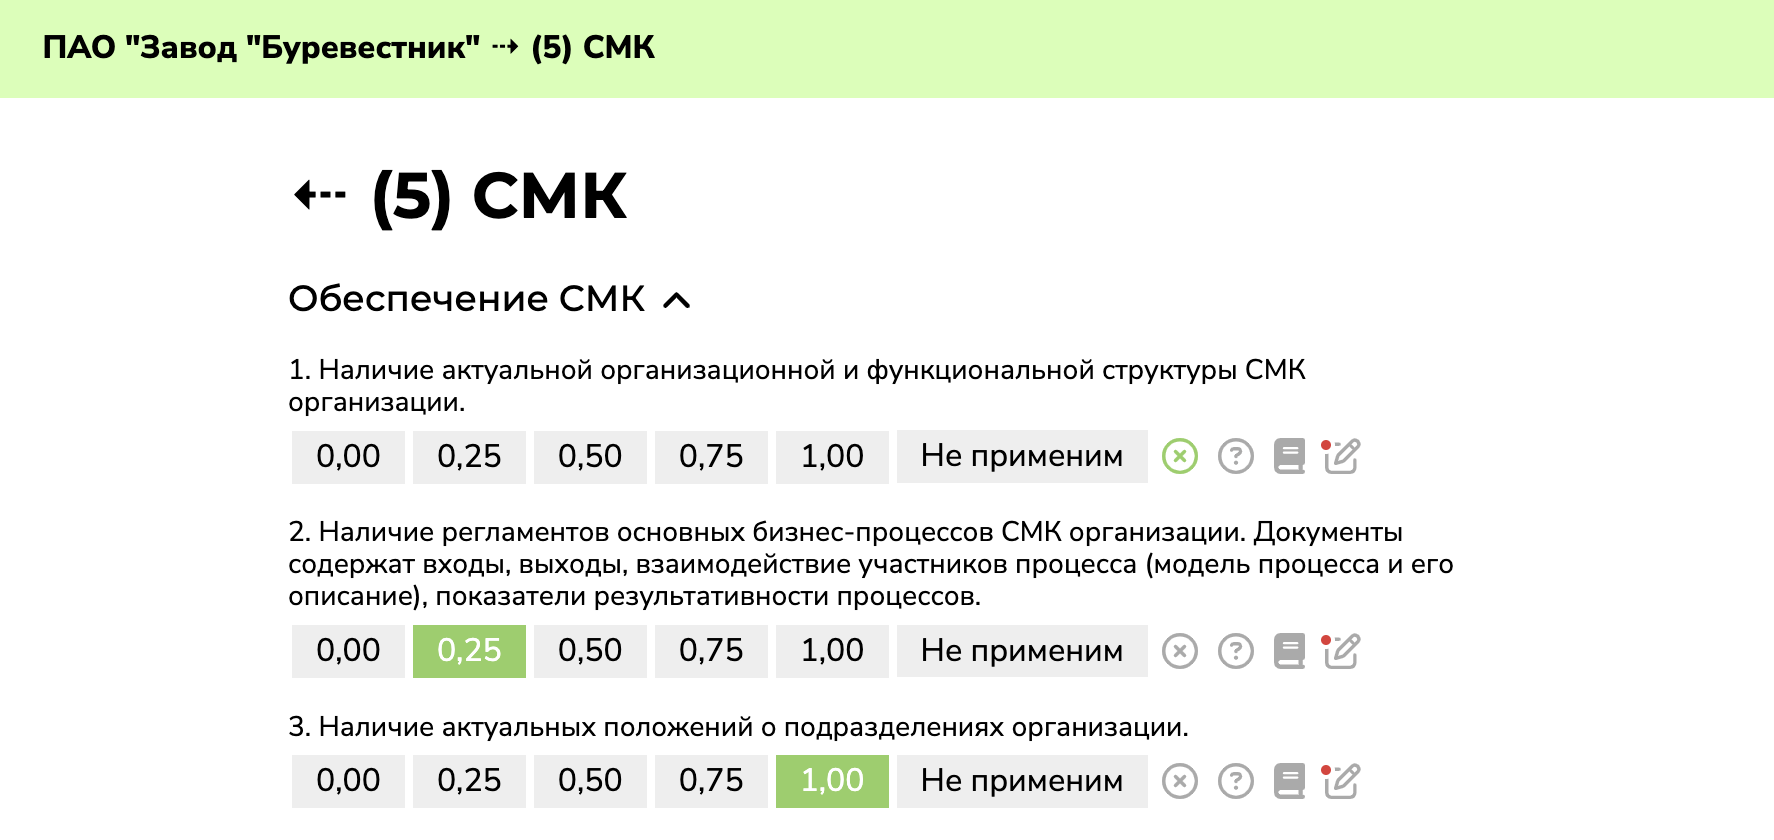 ПАО "Завод "Буревестник" ⇢ (5) СМК
⇠ (5) СМК
Обеспечение СМК
1. Наличие актуальной организационной и функциональной структуры СМК
организации.
0,00 0,25 0,50 0,75 1,00 Не применим
2. Наличие регламентов основных бизнес-процессов СМК организации. Документы
содержат входы, выходы, взаимодействие участников процесса (модель процесса и его
описание), показатели результативности процессов.
0,00 0,25 0,50 0,75 1,00 Не применим
3. Наличие актуальных положений о подразделениях организации.
0,00 0,25 0,50 0,75 1,00 Не применим